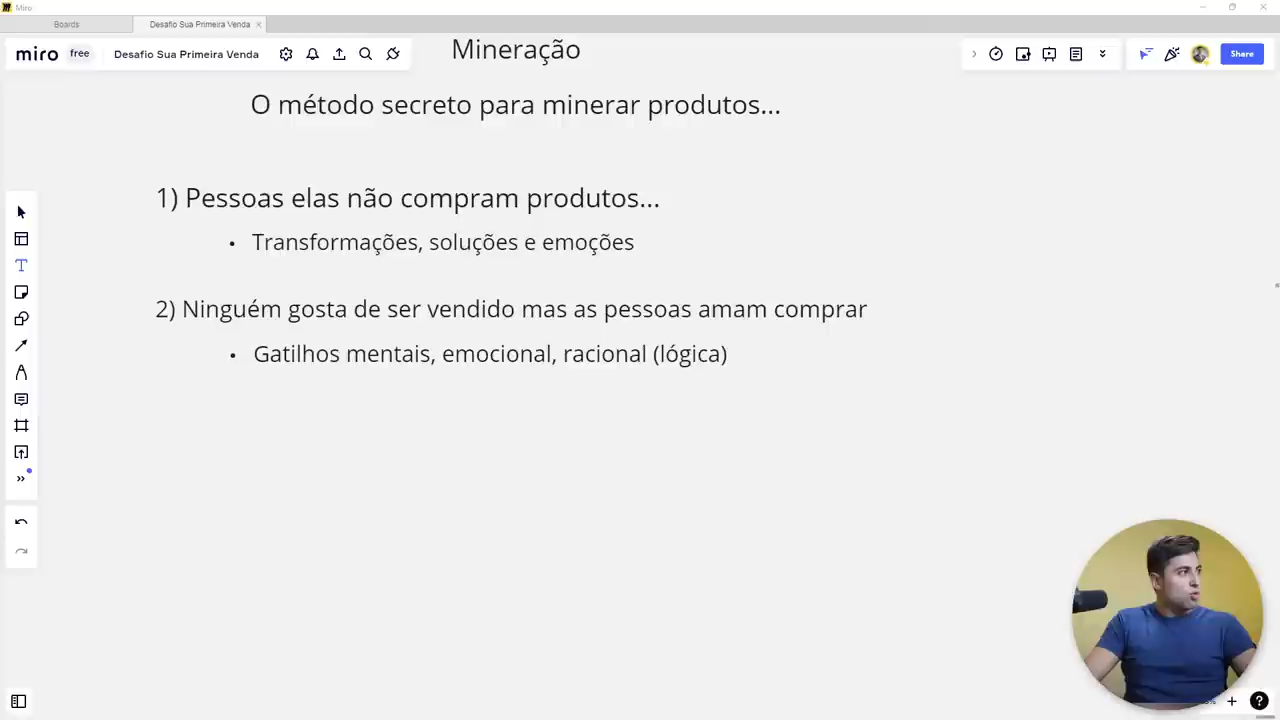 Miro
Boards
Desafio Sua Primeira Venda
miro free
Desafio Sua Primeira Venda
Share
Mineração
O método secreto para minerar produtos...
1) Pessoas elas não compram produtos...
• Transformações, soluções e emoções
2) Ninguém gosta de ser vendido mas as pessoas amam comprar
• Gatilhos mentais, emocional, racional (lógica)